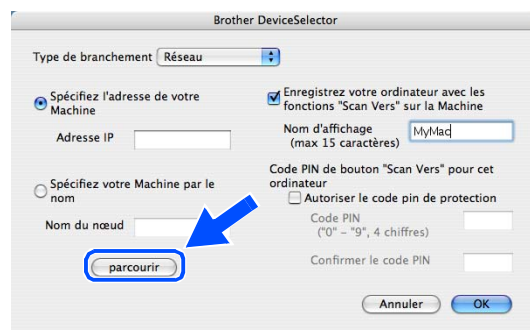 Brother DeviceSelector
Type de branchement Réseau
Spécifiez l'adresse de votre
Machine
Adresse IP
Spécifiez votre Machine par le
nom
Nom du nœud
parcourir
Enregistrez votre ordinateur avec les
fonctions "Scan Vers" sur la Machine
Nom d'affichage
(max 15 caractères)
MyMac
Code PIN de bouton "Scan Vers" pour cet
ordinateur
Autoriser le code pin de protection
Code PIN
("0" – "9", 4 chiffres)
Confirmer le code PIN
Annuler
OK